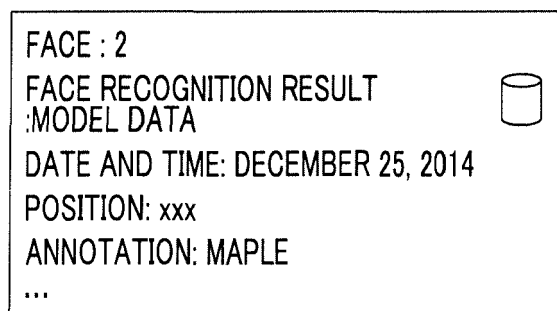 FACE : 2
FACE RECOGNITION RESULT
:MODEL DATA
DATE AND TIME: DECEMBER 25, 2014
POSITION: xxx
ANNOTATION: MAPLE
...